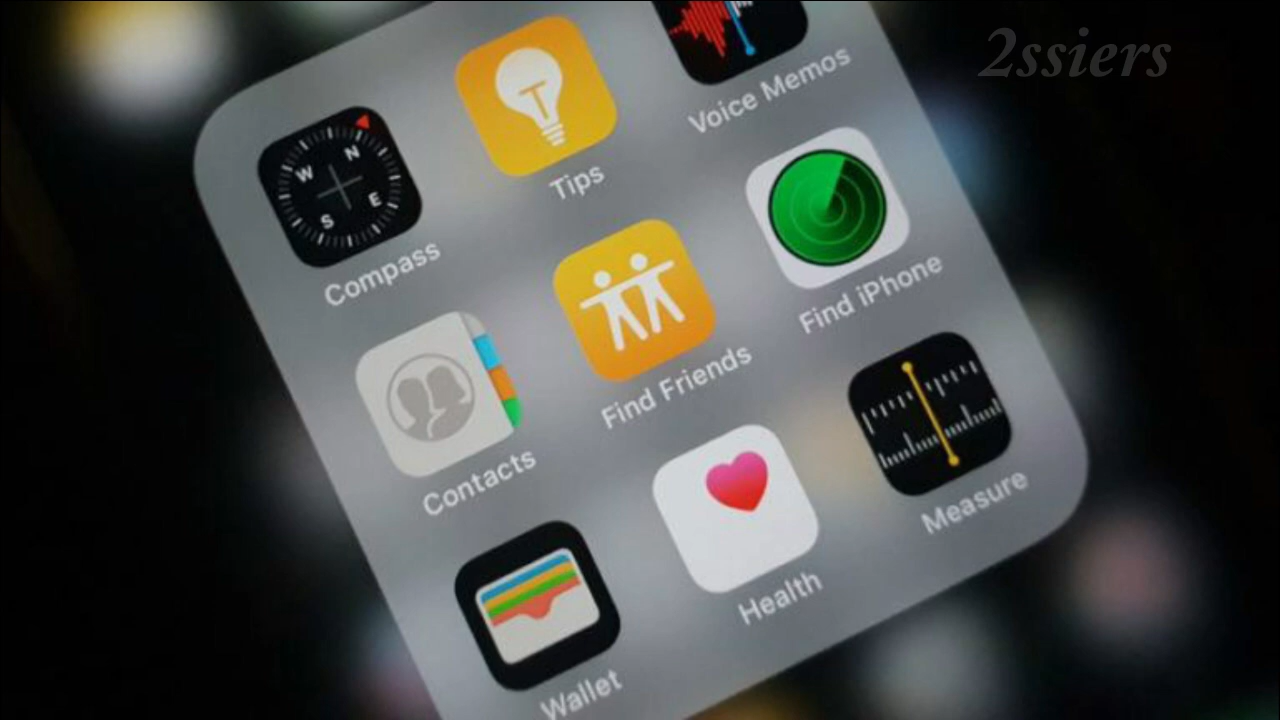 2ssiers
Compass
W
N
S
E
Tips
Voice Memos
Contacts
Find Friends
Find iPhone
Wallet
Health
Measure